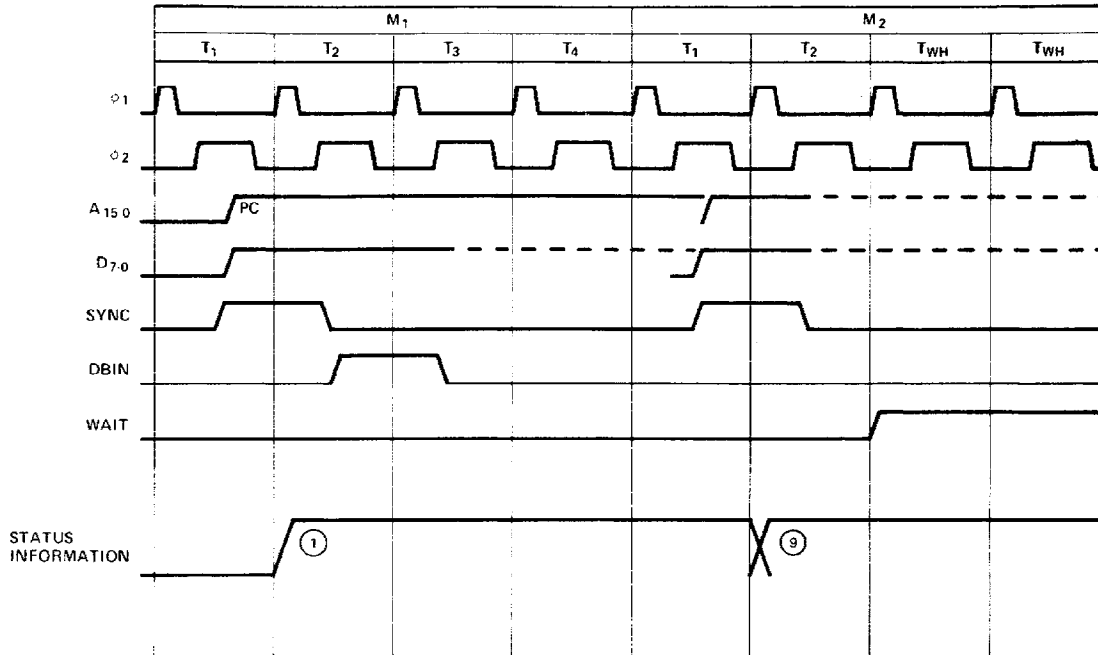 M1 M2
T1 T2 T3 T4 T1 T2 TWH TWH
φ1
φ2
A15-0 PC
D7-0
SYNC
DBIN
WAIT
STATUS
INFORMATION
1 9